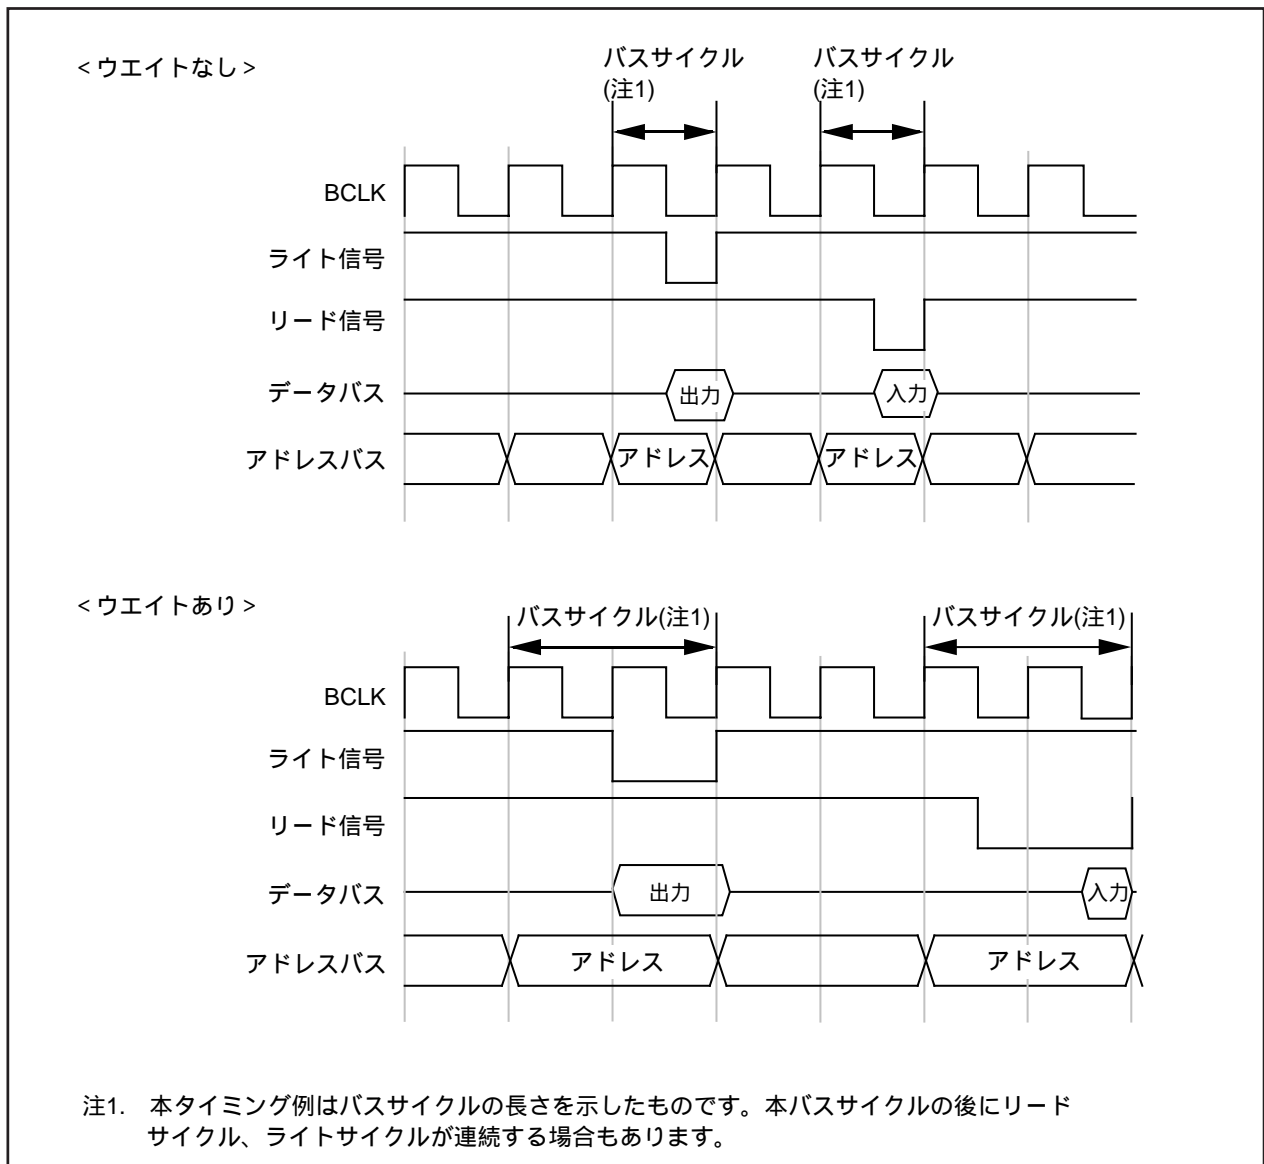 <ウエイトなし>
バスサイクル
(注1)
バスサイクル
(注1)
BCLK
ライト信号
リード信号
データバス
出力
入力
アドレスバス
アドレス
アドレス
<ウエイトあり>
バスサイクル(注1)
バスサイクル(注1)
BCLK
ライト信号
リード信号
データバス
出力
入力
アドレスバス
アドレス
アドレス
注1. 本タイミング例はバスサイクルの長さを示したものです。本バスサイクルの後にリード
サイクル、ライトサイクルが連続する場合もあります。